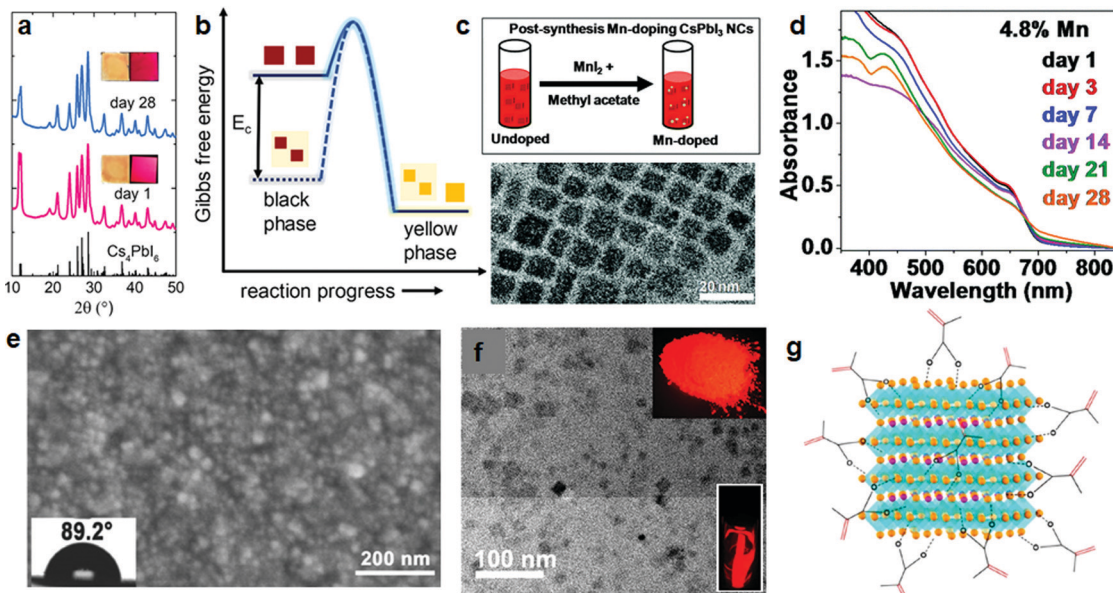 a
day 28
day 1
Cs₄PbI₆
10 20 30 40 50
2θ (°)
b
Gibbs free energy
E꜀
black
phase
yellow
phase
reaction progress
c
Post-synthesis Mn-doping CsPbI₃ NCs
MnI₂ +
Methyl acetate
Undoped
Mn-doped
20 nm
d
4.8% Mn
day 1
day 3
day 7
day 14
day 21
day 28
Absorbance
1.5
1.0
0.5
0.0
400 500 600 700 800
Wavelength (nm)
e
89.2°
200 nm
f
100 nm
g